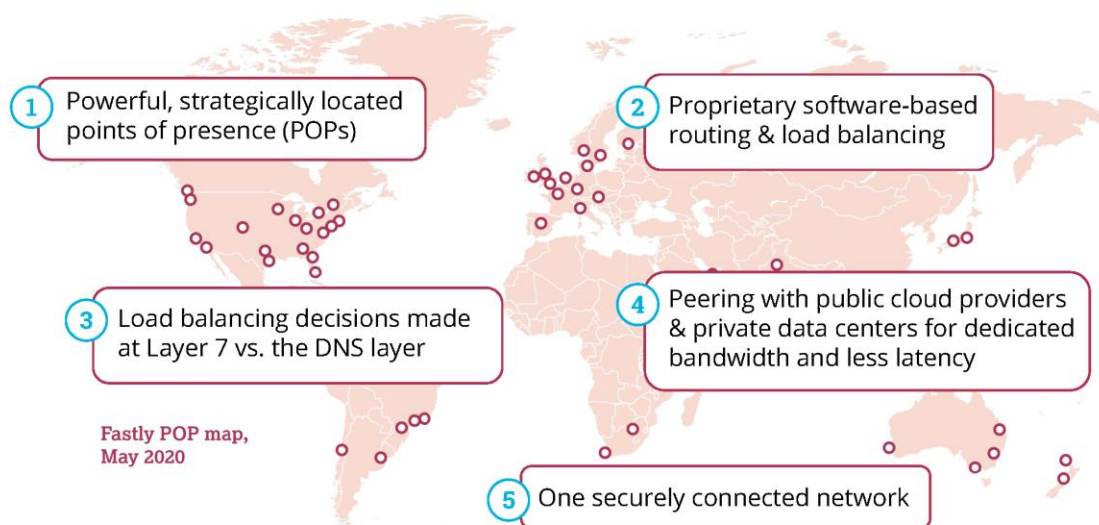 1
Powerful, strategically located
points of presence (POPs)
2
Proprietary software-based
routing & load balancing
3
Load balancing decisions made
at Layer 7 vs. the DNS layer
4
Peering with public cloud providers
& private data centers for dedicated
bandwidth and less latency
Fastly POP map,
May 2020
5
One securely connected network